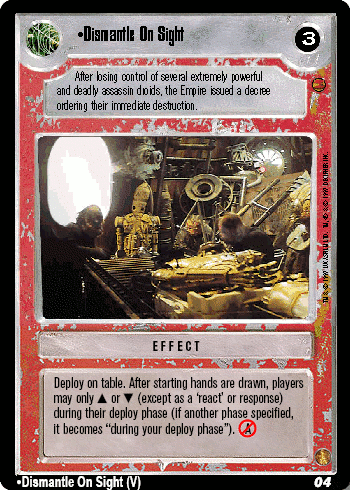 •Dismantle On Sight
3
After losing control of several extremely powerful
and deadly assassin droids, the Empire issued a decree
ordering their immediate destruction.
EFFECT
Deploy on table. After starting hands are drawn, players
may only ▲ or ▼ (except as a 'react' or response)
during their deploy phase (if another phase specified,
it becomes “during your deploy phase”). A
•Dismantle On Sight (V)
04